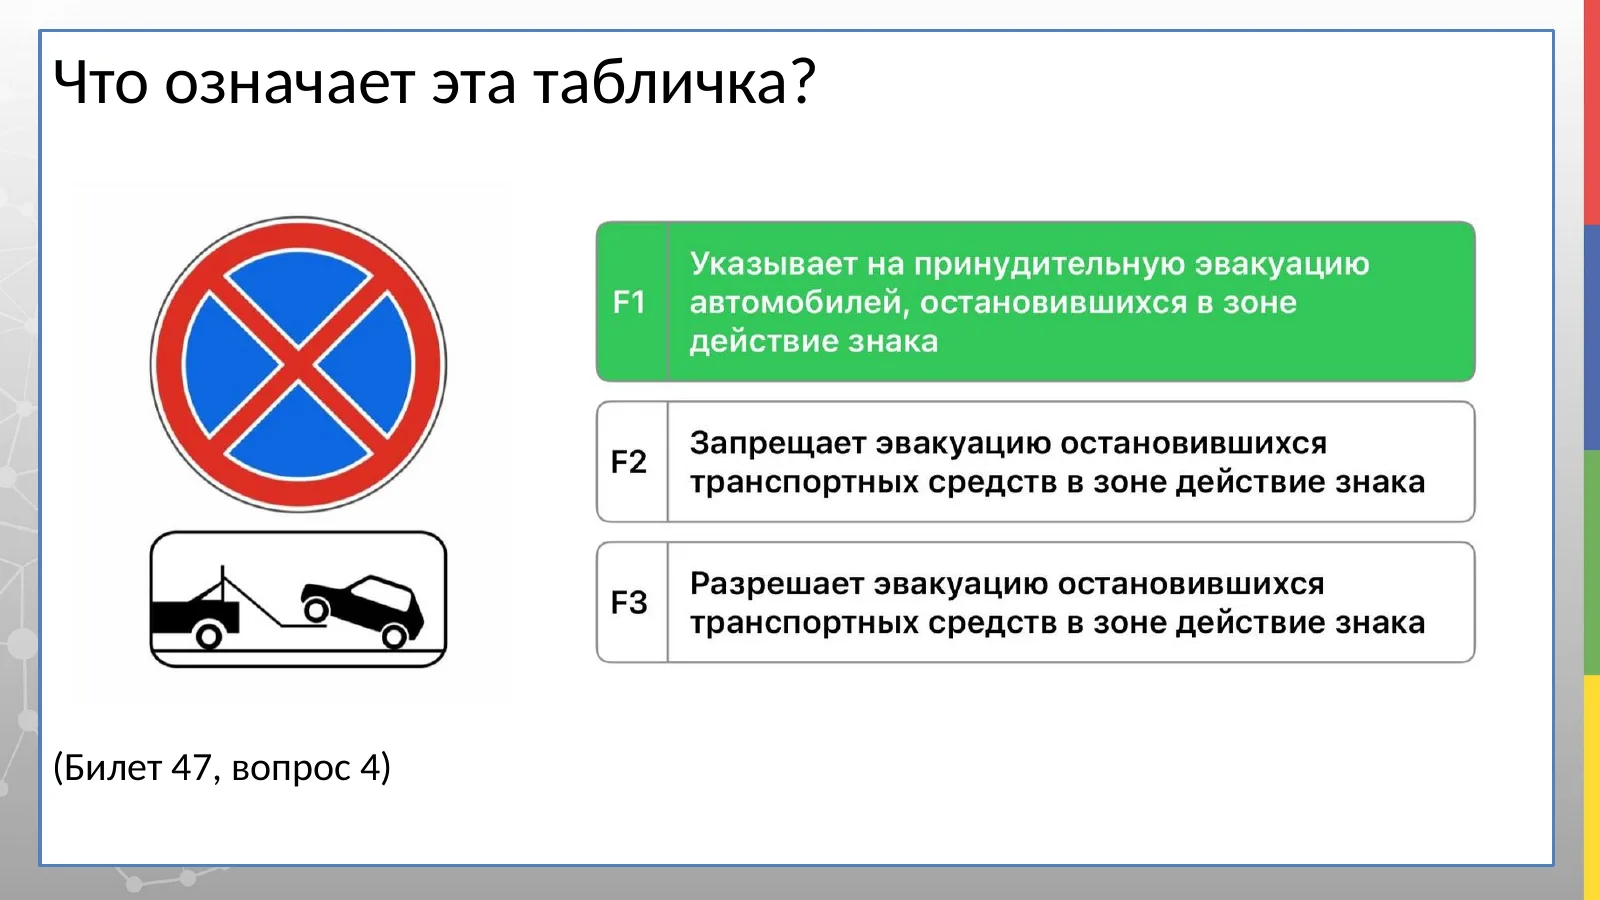 Что означает эта табличка?
F1
Указывает на принудительную эвакуацию
автомобилей, остановившихся в зоне
действие знака
F2
Запрещает эвакуацию остановившихся
транспортных средств в зоне действие знака
F3
Разрешает эвакуацию остановившихся
транспортных средств в зоне действие знака
(Билет 47, вопрос 4)